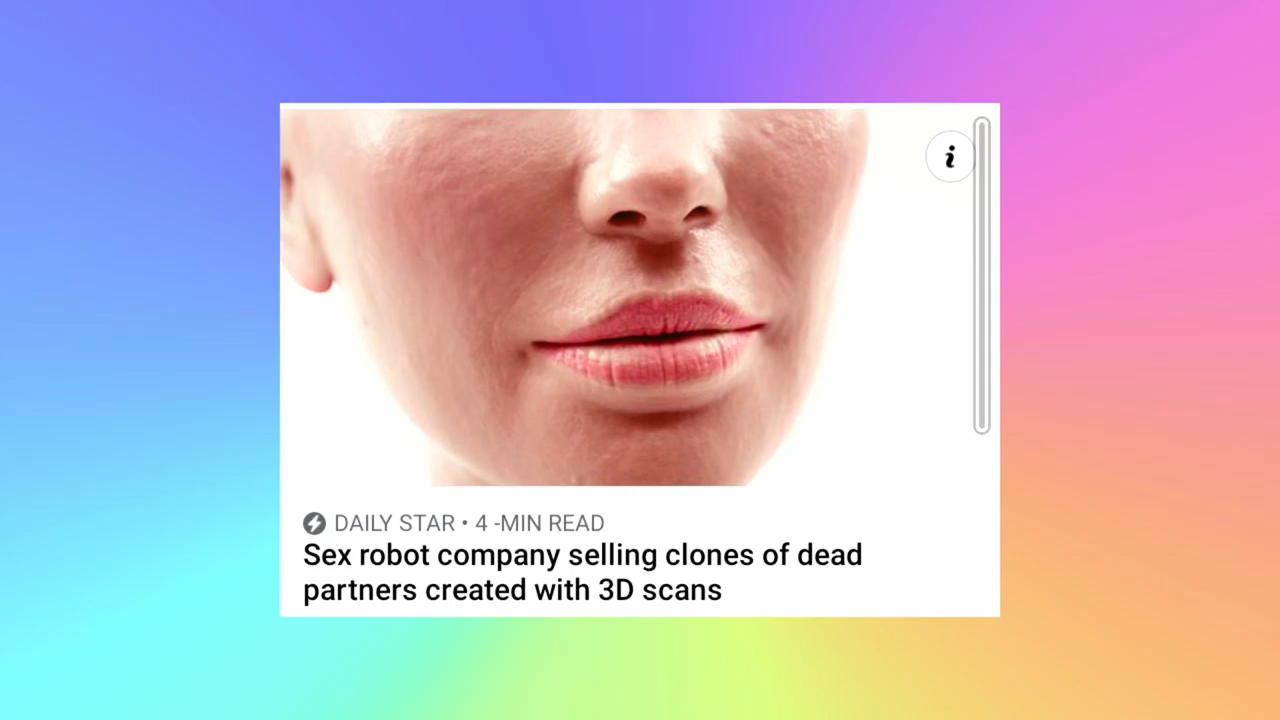 i
DAILY STAR • 4 -MIN READ
Sex robot company selling clones of dead
partners created with 3D scans